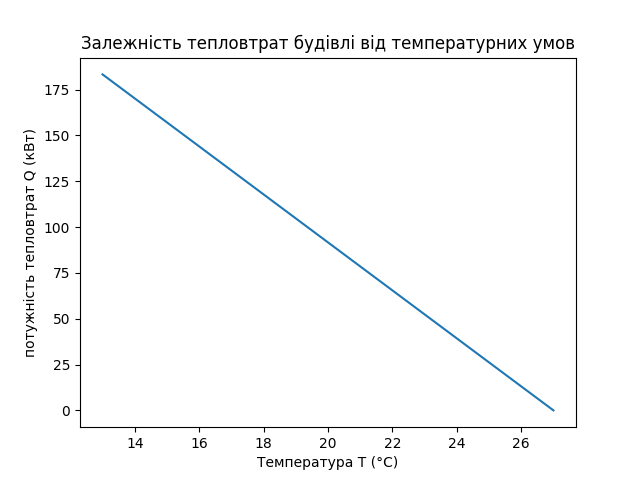 Залежність тепловтрат будівлі від температурних умов
потужність тепловтрат Q (кВт)
175
150
125
100
75
50
25
0
14 16 18 20 22 24 26
Температура Т (°C)